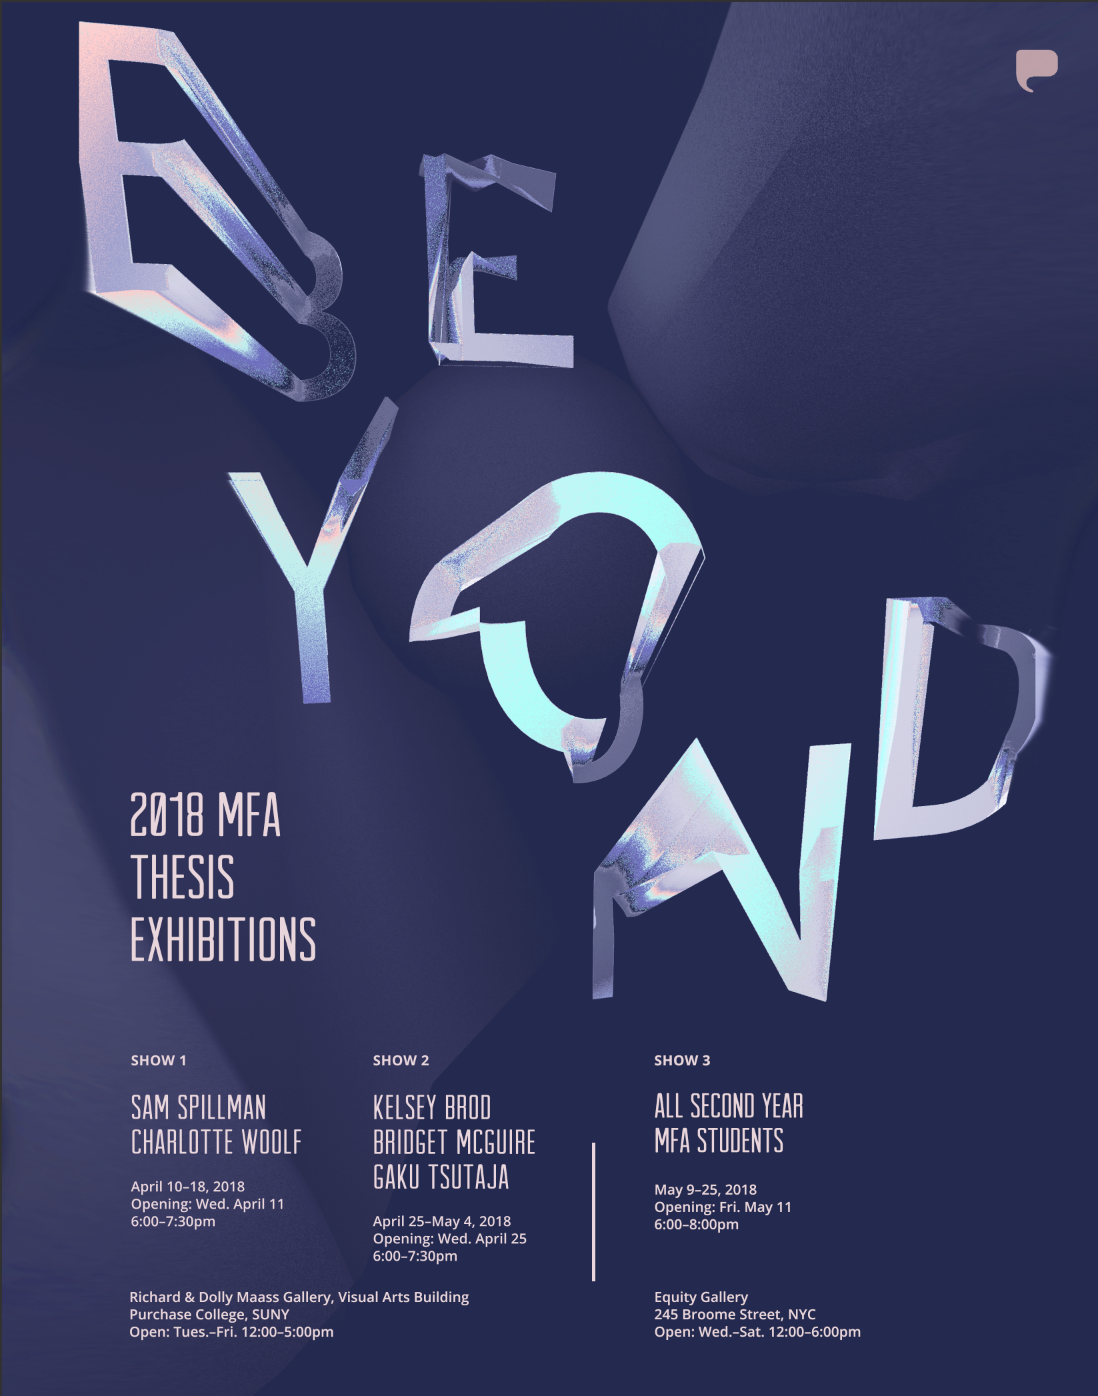 BEYOND
2018 MFA
THESIS
EXHIBITIONS
SHOW 1
SAM SPILLMAN
CHARLOTTE WOOLF
April 10–18, 2018
Opening: Wed. April 11
6:00–7:30pm
SHOW 2
KELSEY BROD
BRIDGET MCGUIRE
GAKU TSUTAJA
April 25–May 4, 2018
Opening: Wed. April 25
6:00–7:30pm
Richard & Dolly Maass Gallery, Visual Arts Building
Purchase College, SUNY
Open: Tues.–Fri. 12:00–5:00pm
SHOW 3
ALL SECOND YEAR
MFA STUDENTS
May 9–25, 2018
Opening: Fri. May 11
6:00–8:00pm
Equity Gallery
245 Broome Street, NYC
Open: Wed.–Sat. 12:00–6:00pm